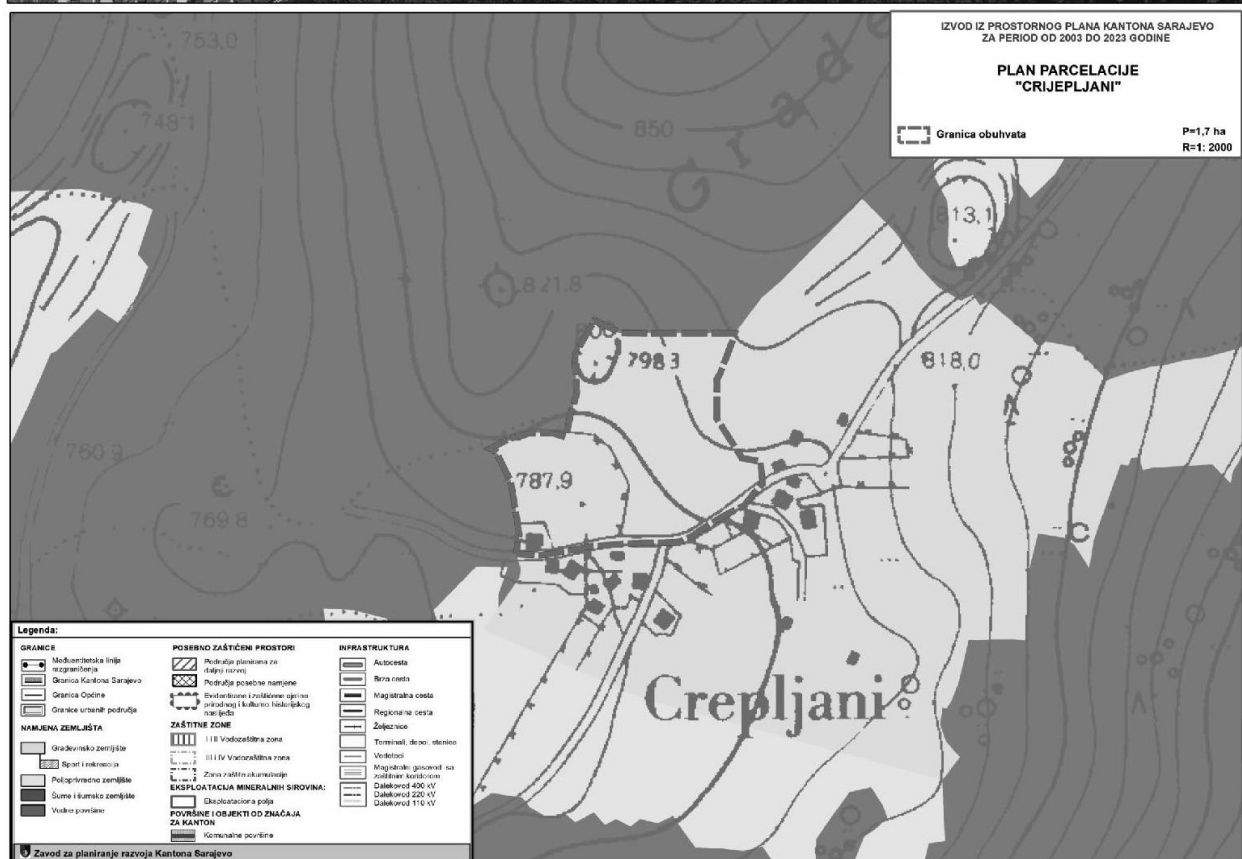 IZVOD IZ PROSTORNOG PLANA KANTONA SARAJEVO
ZA PERIOD OD 2003 DO 2023 GODINE
PLAN PARCELACIJE
"CRIJEPLJANI"
Granica obuhvata
P=1,7 ha
R=1: 2000
753,0
748,1
850
Grade
813,1
821.8
800
798.3
818,0
760.9
787,9
769.8
C
Crepljani
Legenda:
GRANICE
Međuentitetska linija
razgraničenja
Granica Kantona Sarajevo
Granica Općine
Granice urbanih područja
NAMJENA ZEMLJIŠTA
Građevinsko zemljište
Sport i rekreacija
Poljoprivredno zemljište
Šume i šumsko zemljište
Vodne površine
POSEBNO ZAŠTIĆENI PROSTORI
Područja planirana za
daljnji razvoj
Područja posebne namjene
Evidentirane i zaštićene cjeline
prirodnog i kulturno historijskog
naslijeđa
ZAŠTITNE ZONE
I i II Vodozaštitna zona
III i IV Vodozaštitna zona
Zona zaštite akumulacije
EKSPLOATACIJA MINERALNIH SIROVINA:
Eksploataciona polja
POVRŠINE I OBJEKTI OD ZNAČAJA
ZA KANTON
Komunalne površine
INFRASTRUKTURA
Autocesta
Brza cesta
Magistralna cesta
Regionalna cesta
Željeznice
Terminali, depoi, stanice
Vodotoci
Magistralni gasovod sa
zaštitnim koridorom
Dalekovod 400 kV
Dalekovod 220 kV
Dalekovod 110 kV
Zavod za planiranje razvoja Kantona Sarajevo